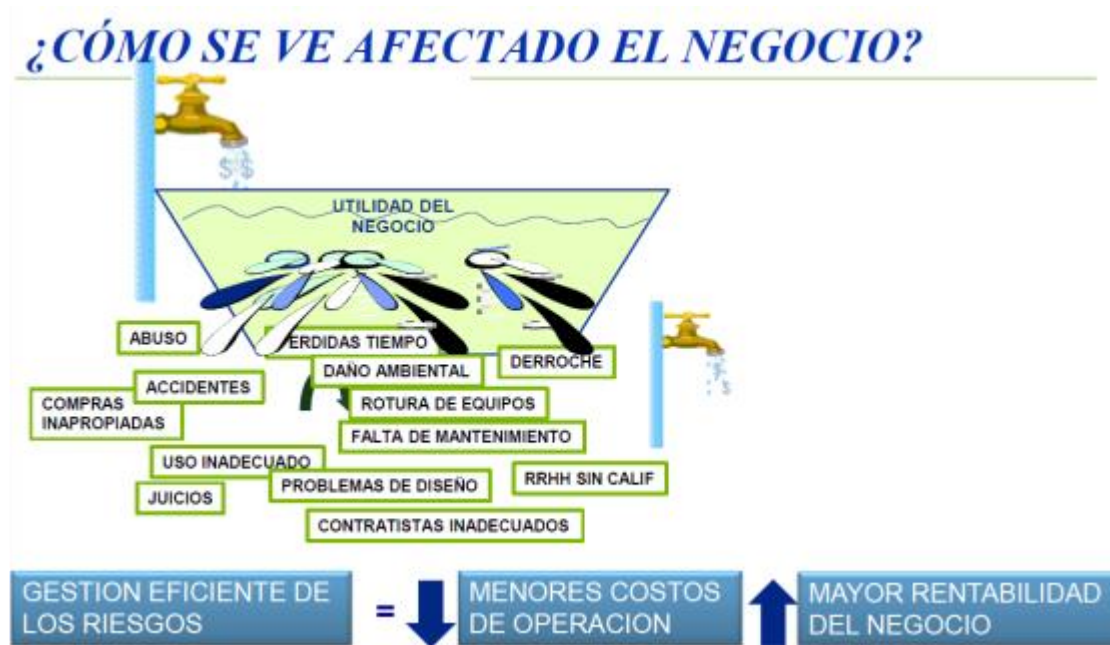 ¿CÓMO SE VE AFECTADO EL NEGOCIO?
$ $
UTILIDAD DEL
NEGOCIO
ABUSO
ERDIDAS TIEMPO
DERROCHE
DAÑO AMBIENTAL
ACCIDENTES
COMPRAS
INAPROPIADAS
ROTURA DE EQUIPOS
FALTA DE MANTENIMIENTO
USO INADECUADO
RRHH SIN CALIF
PROBLEMAS DE DISEÑO
JUICIOS
CONTRATISTAS INADECUADOS
GESTION EFICIENTE DE
LOS RIESGOS
=
MENORES COSTOS
DE OPERACION
MAYOR RENTABILIDAD
DEL NEGOCIO